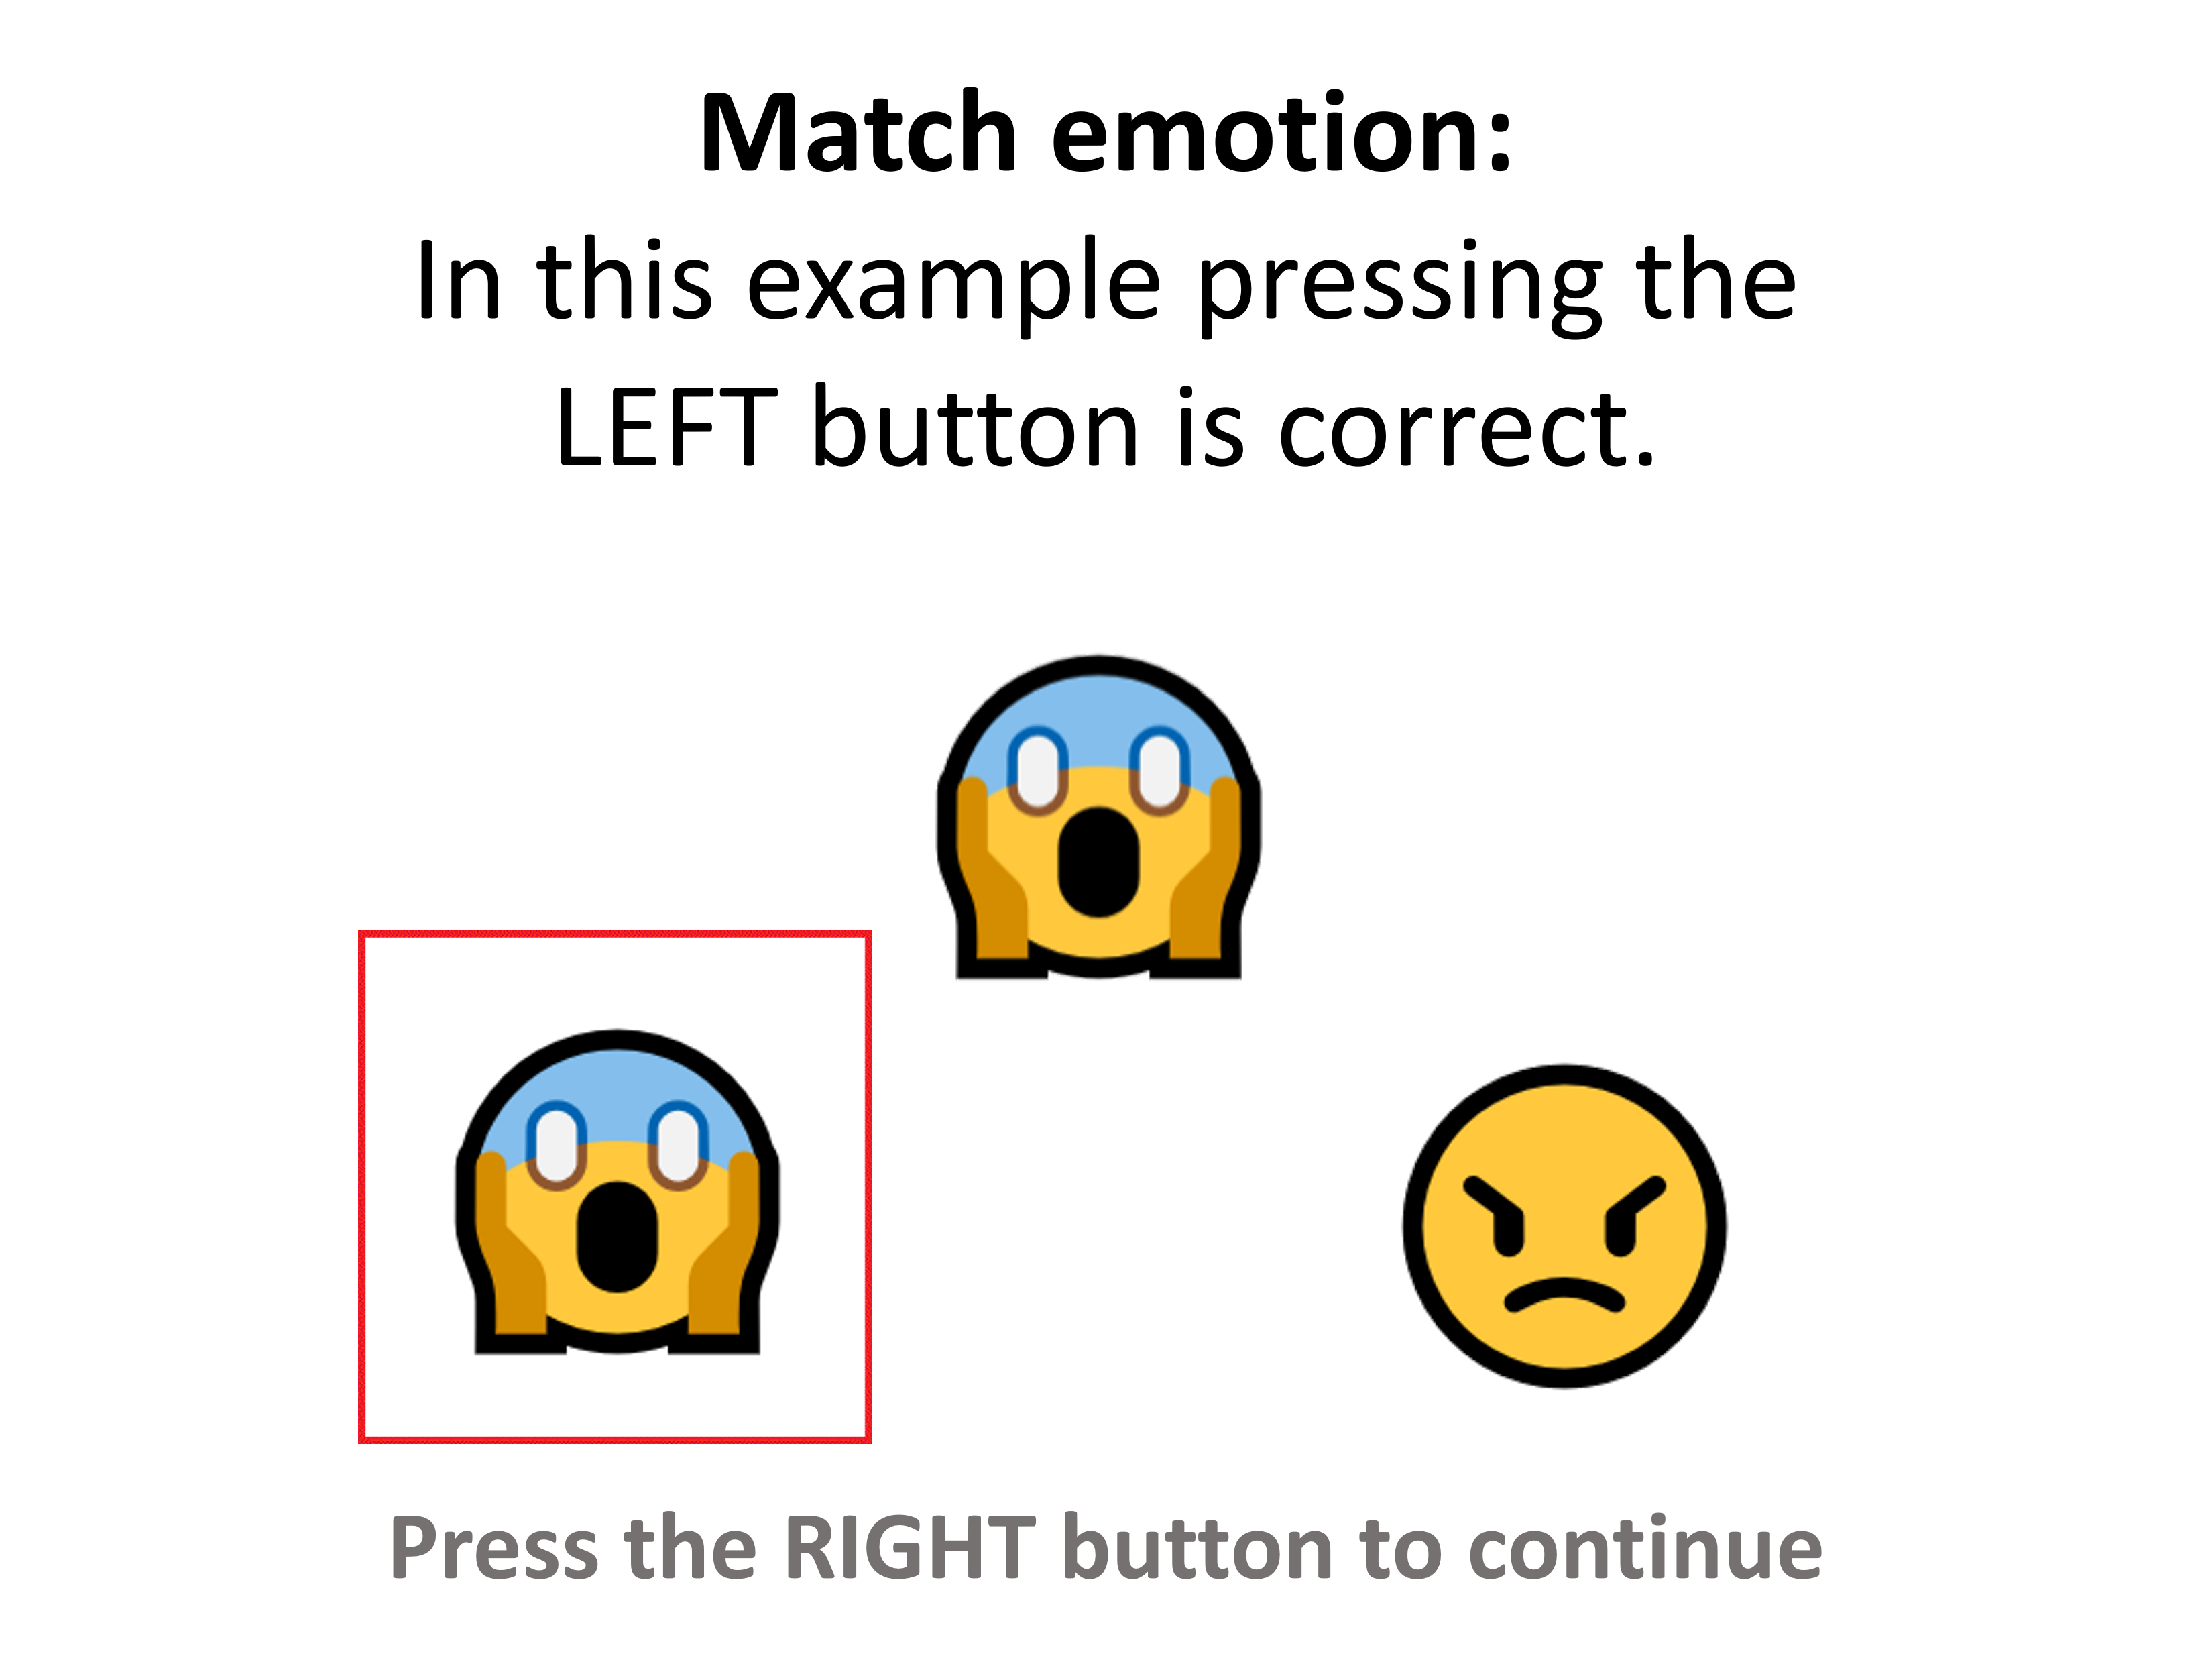 Match emotion:
In this example pressing the
LEFT button is correct.
Press the RIGHT button to continue